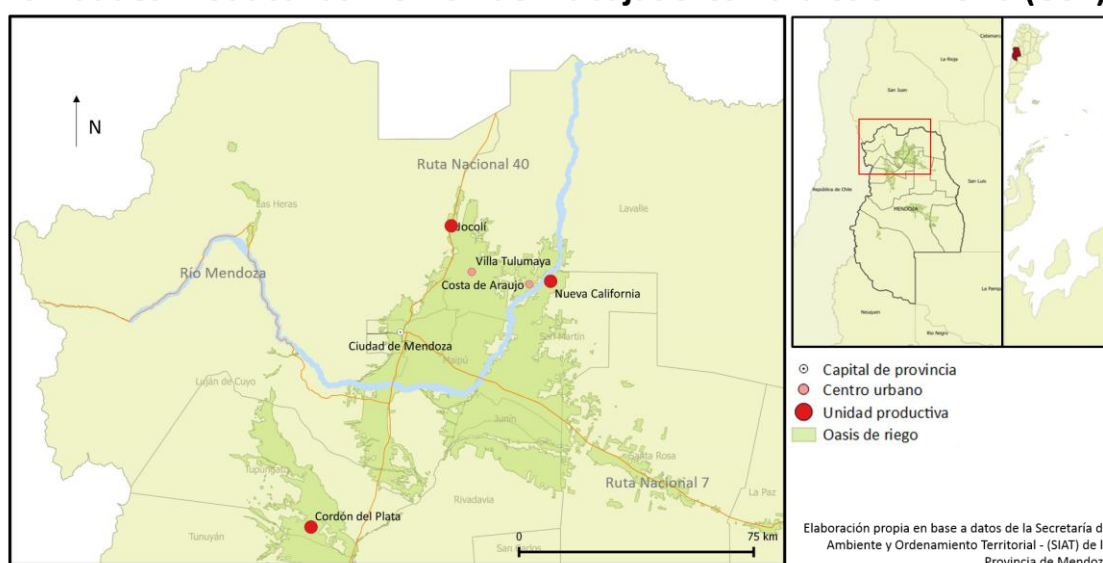 N
Ruta Nacional 40
Las Heras
Lavalle
Jocolí
Villa Tulumaya
Río Mendoza
Costa de Araujo
Nueva California
Ciudad de Mendoza
San Martín
Maipú
Luján de Cuyo
Junín
Santa Rosa
Tupungato
Ruta Nacional 7
La Paz
Rivadavia
Cordón del Plata
Tunuyán
San Carlos
0
75 km
Catamarca
La Rioja
San Juan
República de Chile
San Luis
MENDOZA
La Pampa
Neuquen
Río Negro
Capital de provincia
Centro urbano
Unidad productiva
Oasis de riego
Elaboración propia en base a datos de la Secretaría d
Ambiente y Ordenamiento Territorial - (SIAT) de l
Provincia de Mendoz